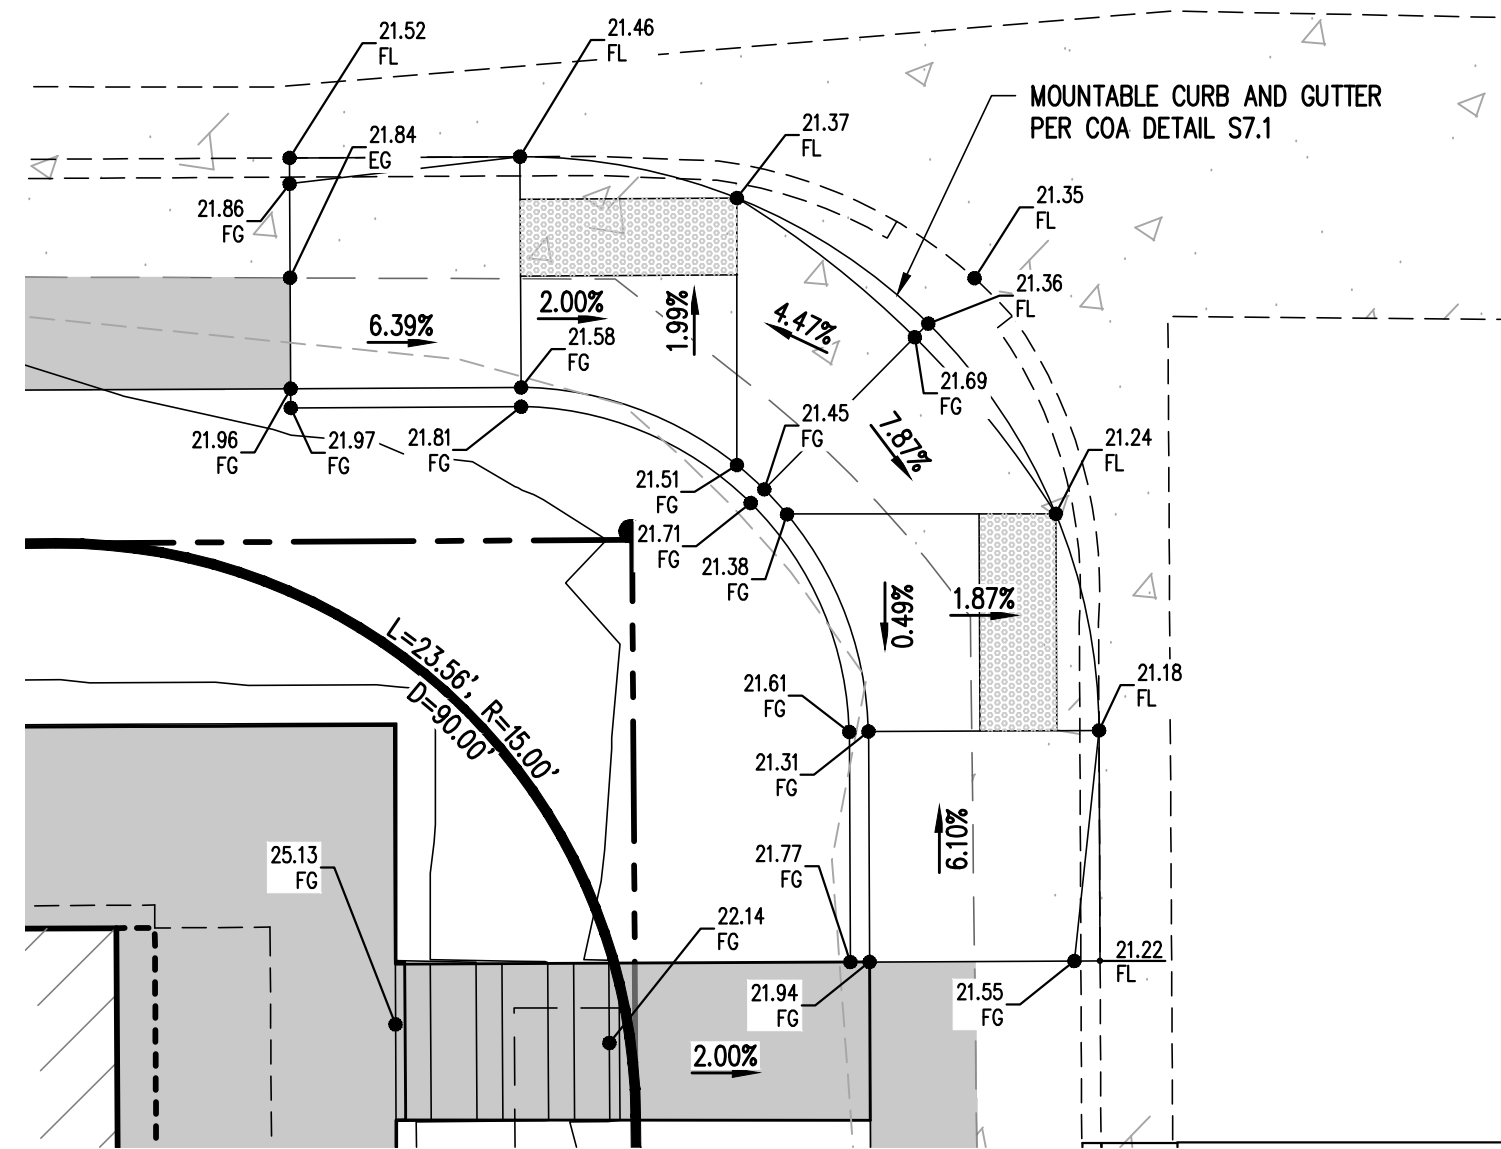 21.52
FL
21.46
FL
21.84
EG
21.37
FL
MOUNTABLE CURB AND GUTTER
PER COA DETAIL S7.1
21.86
FG
21.35
FL
21.36
FL
6.39%
2.00%
1.99%
4.47%
21.58
FG
21.69
FG
21.45
FG
7.87%
21.96
FG
21.97
FG
21.81
FG
21.24
FL
21.51
FG
21.71
FG
21.38
FG
0.49%
1.87%
L=23.56', R=15.00'
D=90.00'
21.61
FG
21.18
FL
21.31
FG
6.10%
25.13
FG
21.77
FG
22.14
FG
21.22
FL
21.94
FG
21.55
FG
2.00%